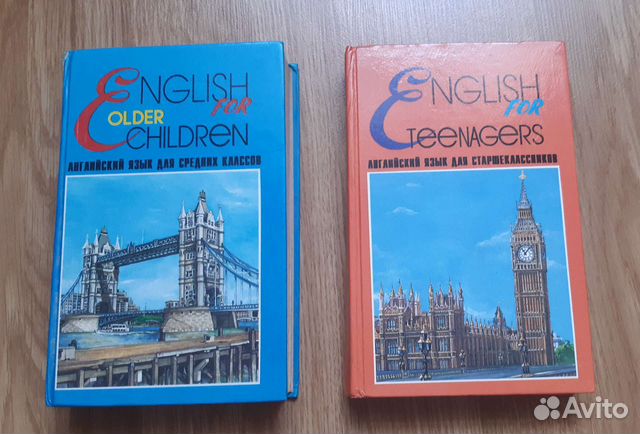 ENGLISH
FOR
OLDER
CHILDREN
АНГЛИЙСКИЙ ЯЗЫК ДЛЯ СРЕДНИХ КЛАССОВ
ENGLISH
FOR
TEENAGERS
АНГЛИЙСКИЙ ЯЗЫК ДЛЯ СТАРШЕКЛАССНИКОВ
Avito